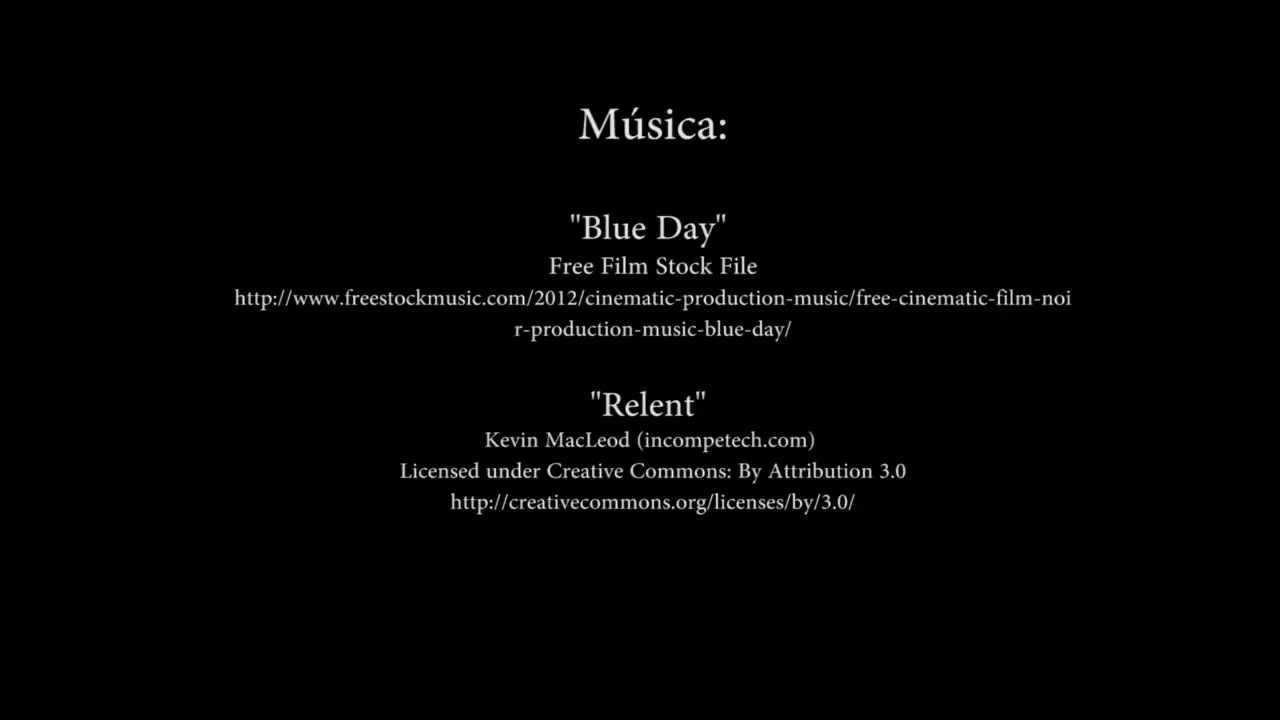 Música:
"Blue Day"
Free Film Stock File
http://www.freestockmusic.com/2012/cinematic-production-music/free-cinematic-film-noi
r-production-music-blue-day/
"Relent"
Kevin MacLeod (incompetech.com)
Licensed under Creative Commons: By Attribution 3.0
http://creativecommons.org/licenses/by/3.0/